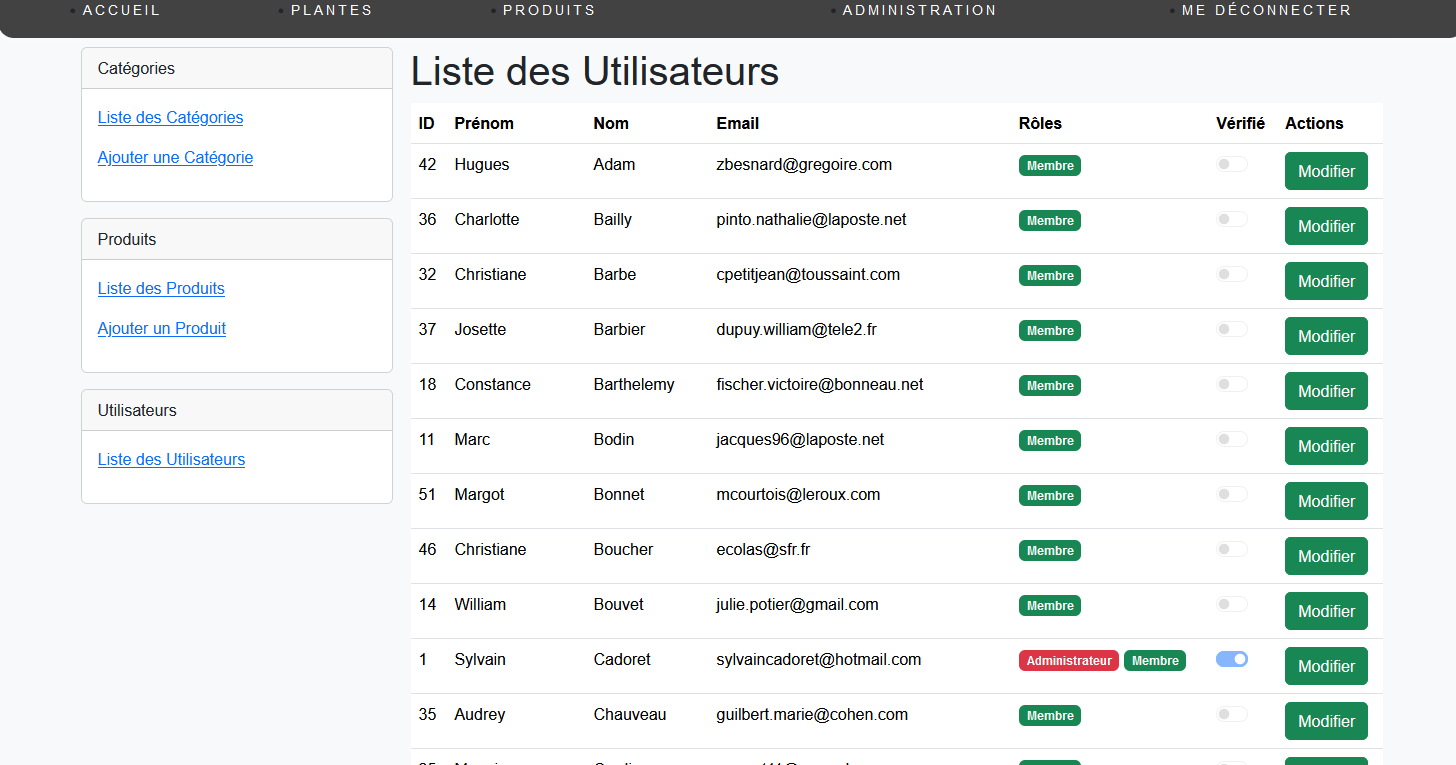 ACCUEIL PLANTES PRODUITS ADMINISTRATION ME DÉCONNECTER
Catégories
Liste des Catégories
Ajouter une Catégorie
Produits
Liste des Produits
Ajouter un Produit
Utilisateurs
Liste des Utilisateurs
Liste des Utilisateurs
ID Prénom Nom Email Rôles Vérifié Actions
42 Hugues Adam zbesnard@gregoire.com Membre Modifier
36 Charlotte Bailly pinto.nathalie@laposte.net Membre Modifier
32 Christiane Barbe cpetitjean@toussaint.com Membre Modifier
37 Josette Barbier dupuy.william@tele2.fr Membre Modifier
18 Constance Barthelemy fischer.victoire@bonneau.net Membre Modifier
11 Marc Bodin jacques96@laposte.net Membre Modifier
51 Margot Bonnet mcourtois@leroux.com Membre Modifier
46 Christiane Boucher ecolas@sfr.fr Membre Modifier
14 William Bouvet julie.potier@gmail.com Membre Modifier
1 Sylvain Cadoret sylvaincadoret@hotmail.com Administrateur Membre Modifier
35 Audrey Chauveau guilbert.marie@cohen.com Membre Modifier